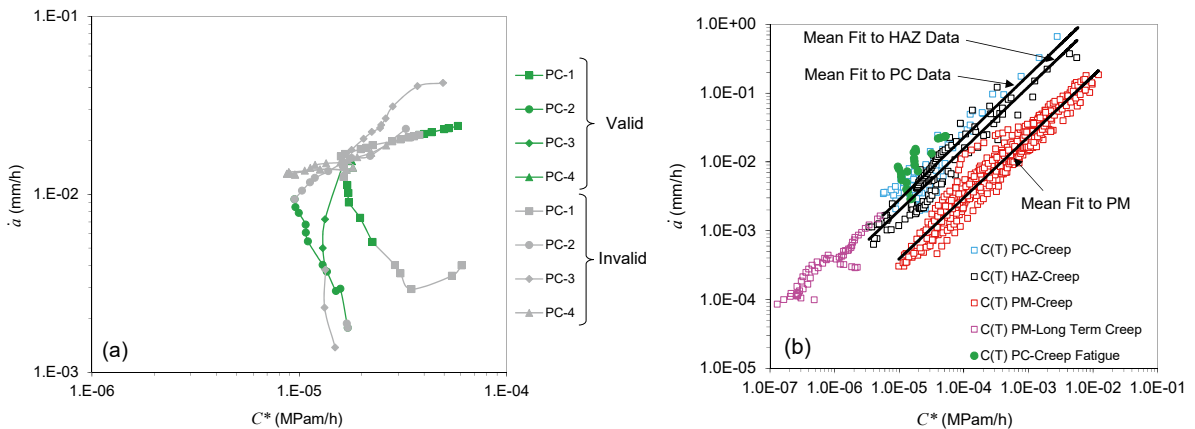 1.E-01
1.E-02
1.E-03
1.E-06
1.E-05
1.E-04
ȧ (mm/h)
C* (MPam/h)
(a)
PC-1
PC-2
PC-3
PC-4
Valid
PC-1
PC-2
PC-3
PC-4
Invalid
1.0E+00
1.0E-01
1.0E-02
1.0E-03
1.0E-04
1.0E-05
1.0E-07
1.0E-06
1.0E-05
1.0E-04
1.0E-03
1.0E-02
1.0E-01
ȧ (mm/h)
C* (MPam/h)
Mean Fit to HAZ Data
Mean Fit to PC Data
Mean Fit to PM
C(T) PC-Creep
C(T) HAZ-Creep
C(T) PM-Creep
C(T) PM-Long Term Creep
C(T) PC-Creep Fatigue
(b)